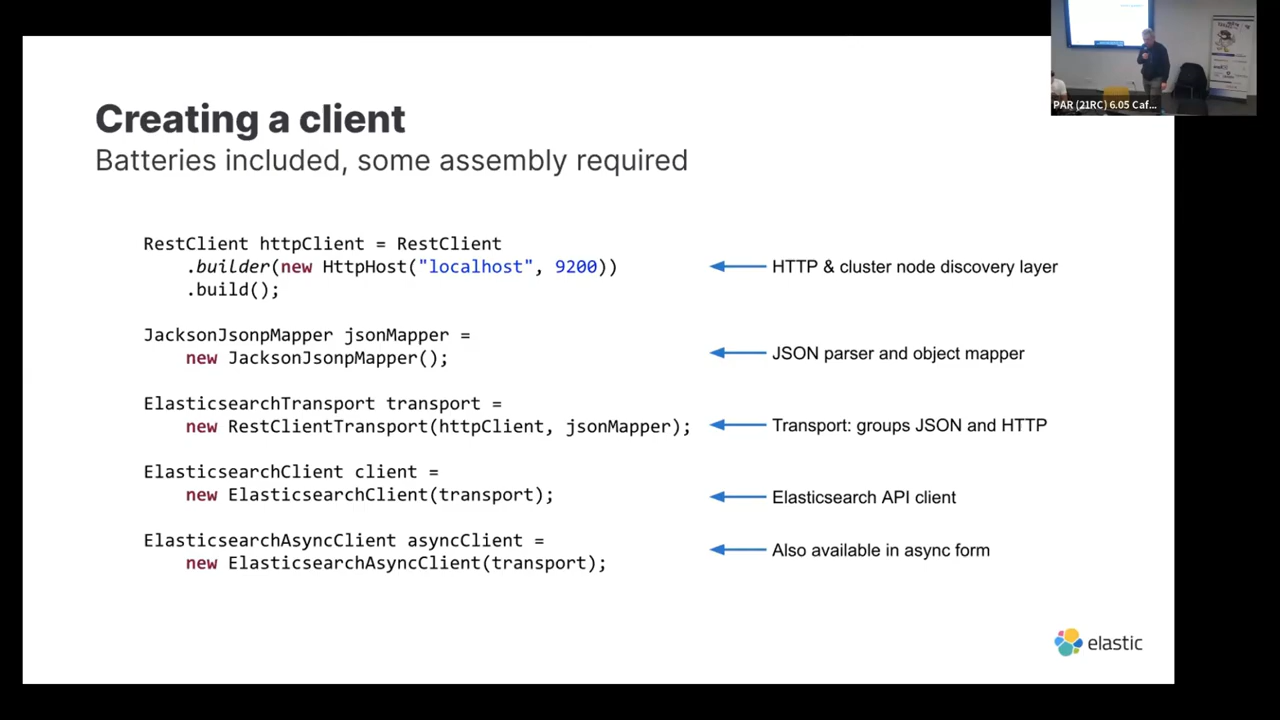 Creating a client
Batteries included, some assembly required
RestClient httpClient = RestClient
.builder(new HttpHost("localhost", 9200))
.build();
HTTP & cluster node discovery layer
JacksonJsonpMapper jsonMapper =
new JacksonJsonpMapper();
JSON parser and object mapper
ElasticsearchTransport transport =
new RestClientTransport(httpClient, jsonMapper);
Transport: groups JSON and HTTP
ElasticsearchClient client =
new ElasticsearchClient(transport);
Elasticsearch API client
ElasticsearchAsyncClient asyncClient =
new ElasticsearchAsyncClient(transport);
Also available in async form
elastic
PAR (21RC) 6.05 Caf...